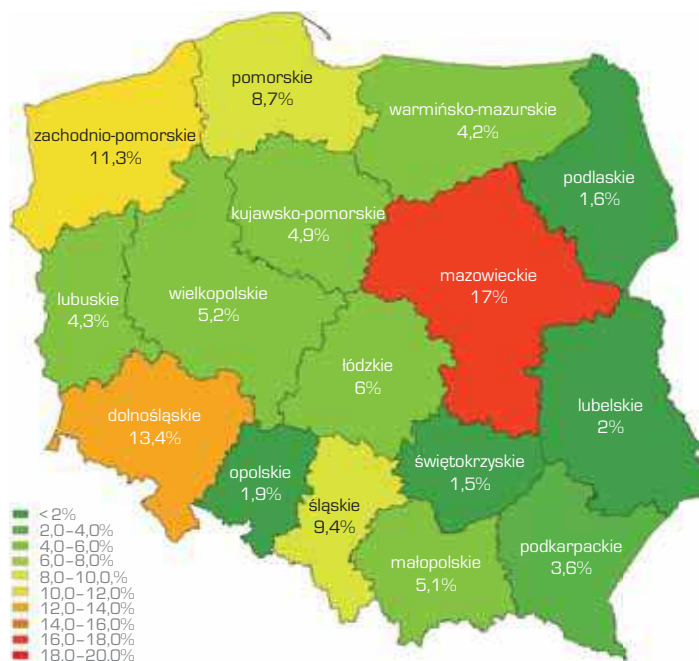 pomorskie
8,7%
warmińsko-mazurskie
4,2%
zachodnio-pomorskie
11,3%
podlaskie
1,6%
kujawsko-pomorskie
4,9%
mazowieckie
17%
lubuskie
4,3%
wielkopolskie
5,2%
łódzkie
6%
dolnośląskie
13,4%
lubelskie
2%
opolskie
1,9%
śląskie
9,4%
świętokrzyskie
1,5%
małopolskie
5,1%
podkarpackie
3,6%
< 2%
2,0–4,0%
4,0–6,0%
6,0–8,0%
8,0–10,0,%
10,0–12,0%
12,0–14,0%
14,0–16,0%
16,0–18,0%
18,0–20,0%